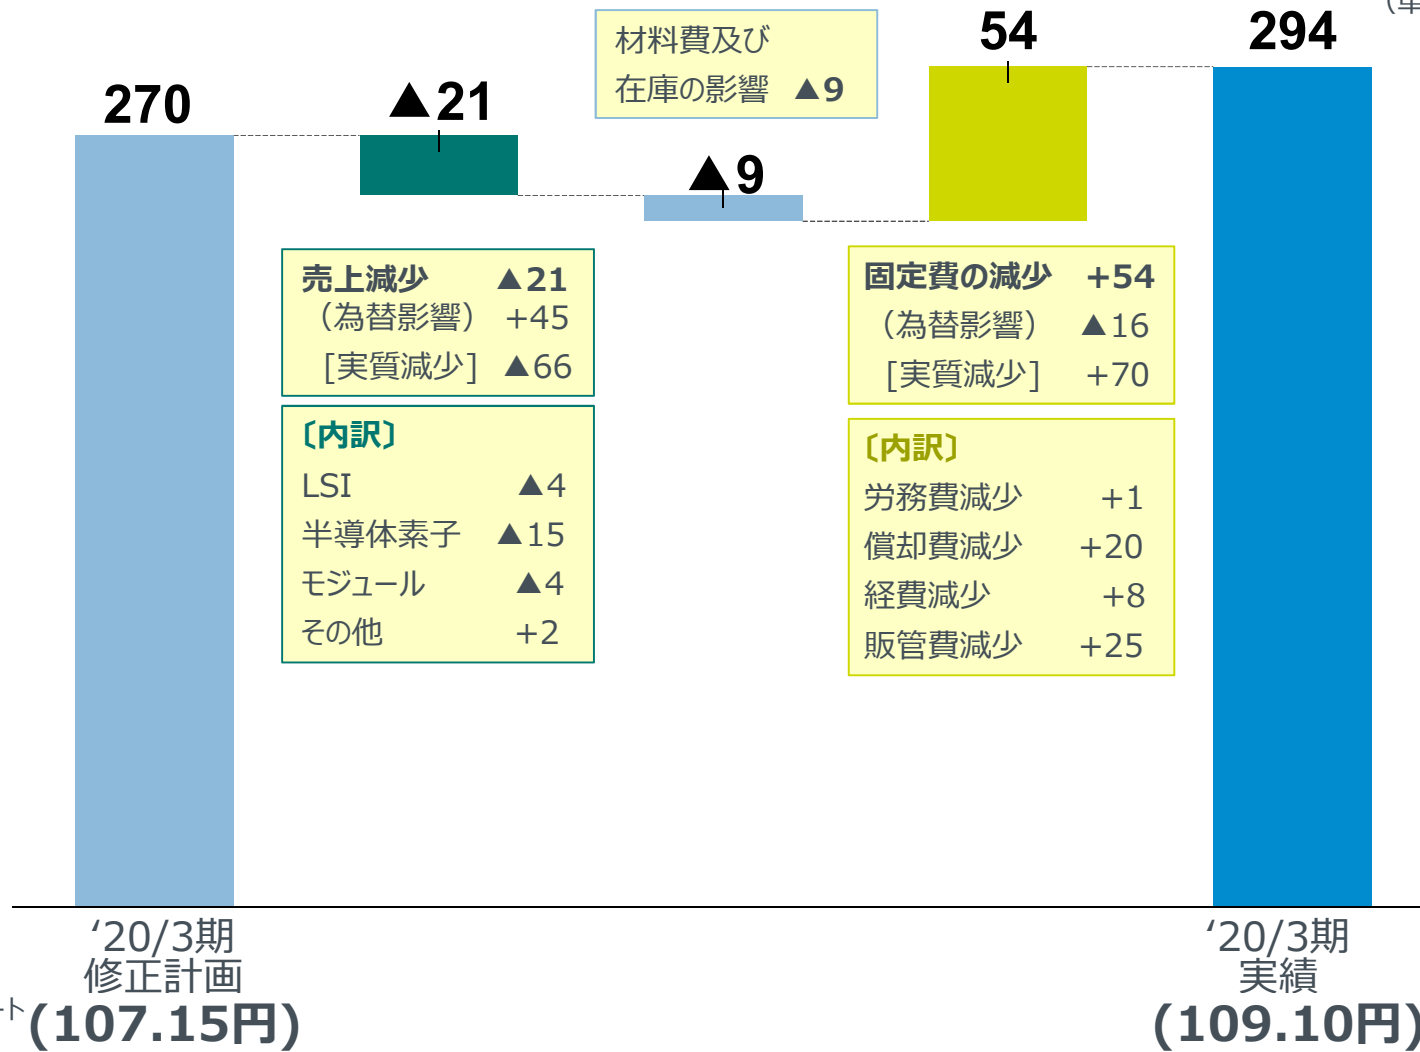 270
▲21
材料費及び
在庫の影響 ▲9
▲9
54
294
売上減少 ▲21
（為替影響） +45
[実質減少] ▲66
〔内訳〕
LSI ▲4
半導体素子 ▲15
モジュール ▲4
その他 +2
固定費の減少 +54
（為替影響） ▲16
[実質減少] +70
〔内訳〕
労務費減少 +1
償却費減少 +20
経費減少 +8
販管費減少 +25
‘20/3期
修正計画
(107.15円)
‘20/3期
実績
(109.10円)